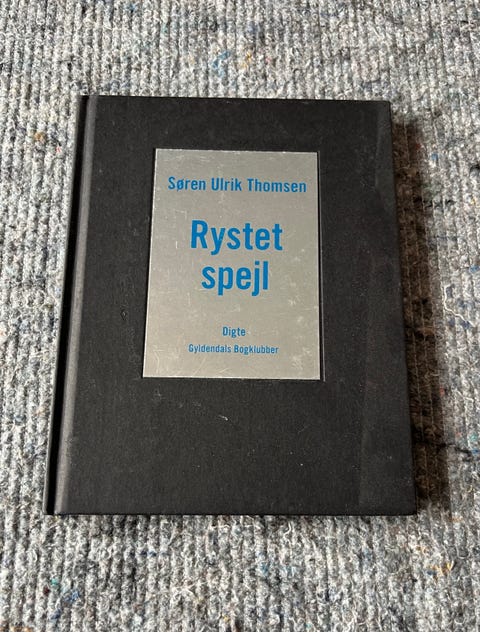 Søren Ulrik Thomsen
Rystet
spejl
Digte
Gyldendals Bogklubber